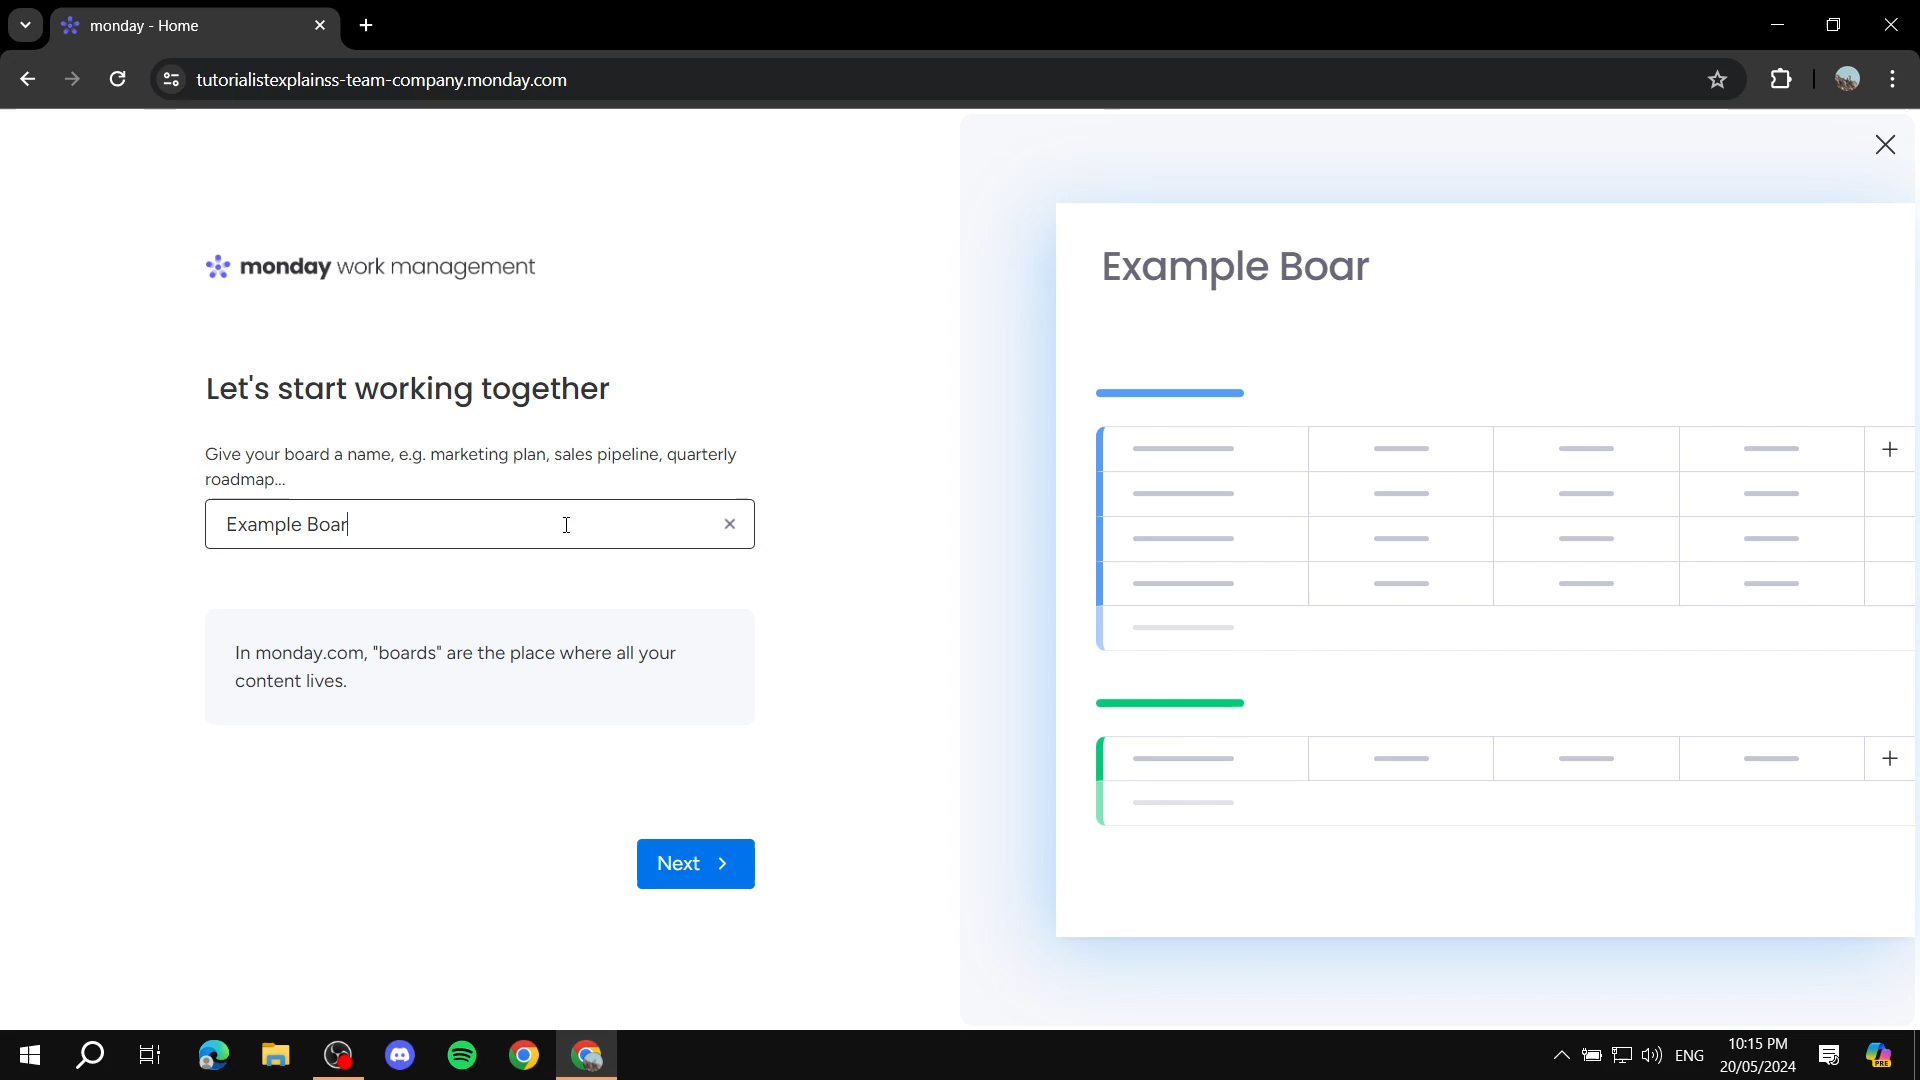 monday - Home
tutorialistexplainss-team-company.monday.com
monday work management
Let's start working together
Give your board a name, e.g. marketing plan, sales pipeline, quarterly
roadmap...
Example Boar
In monday.com, "boards" are the place where all your
content lives.
Next
Example Boar
ENG
10:15 PM
20/05/2024
PRE